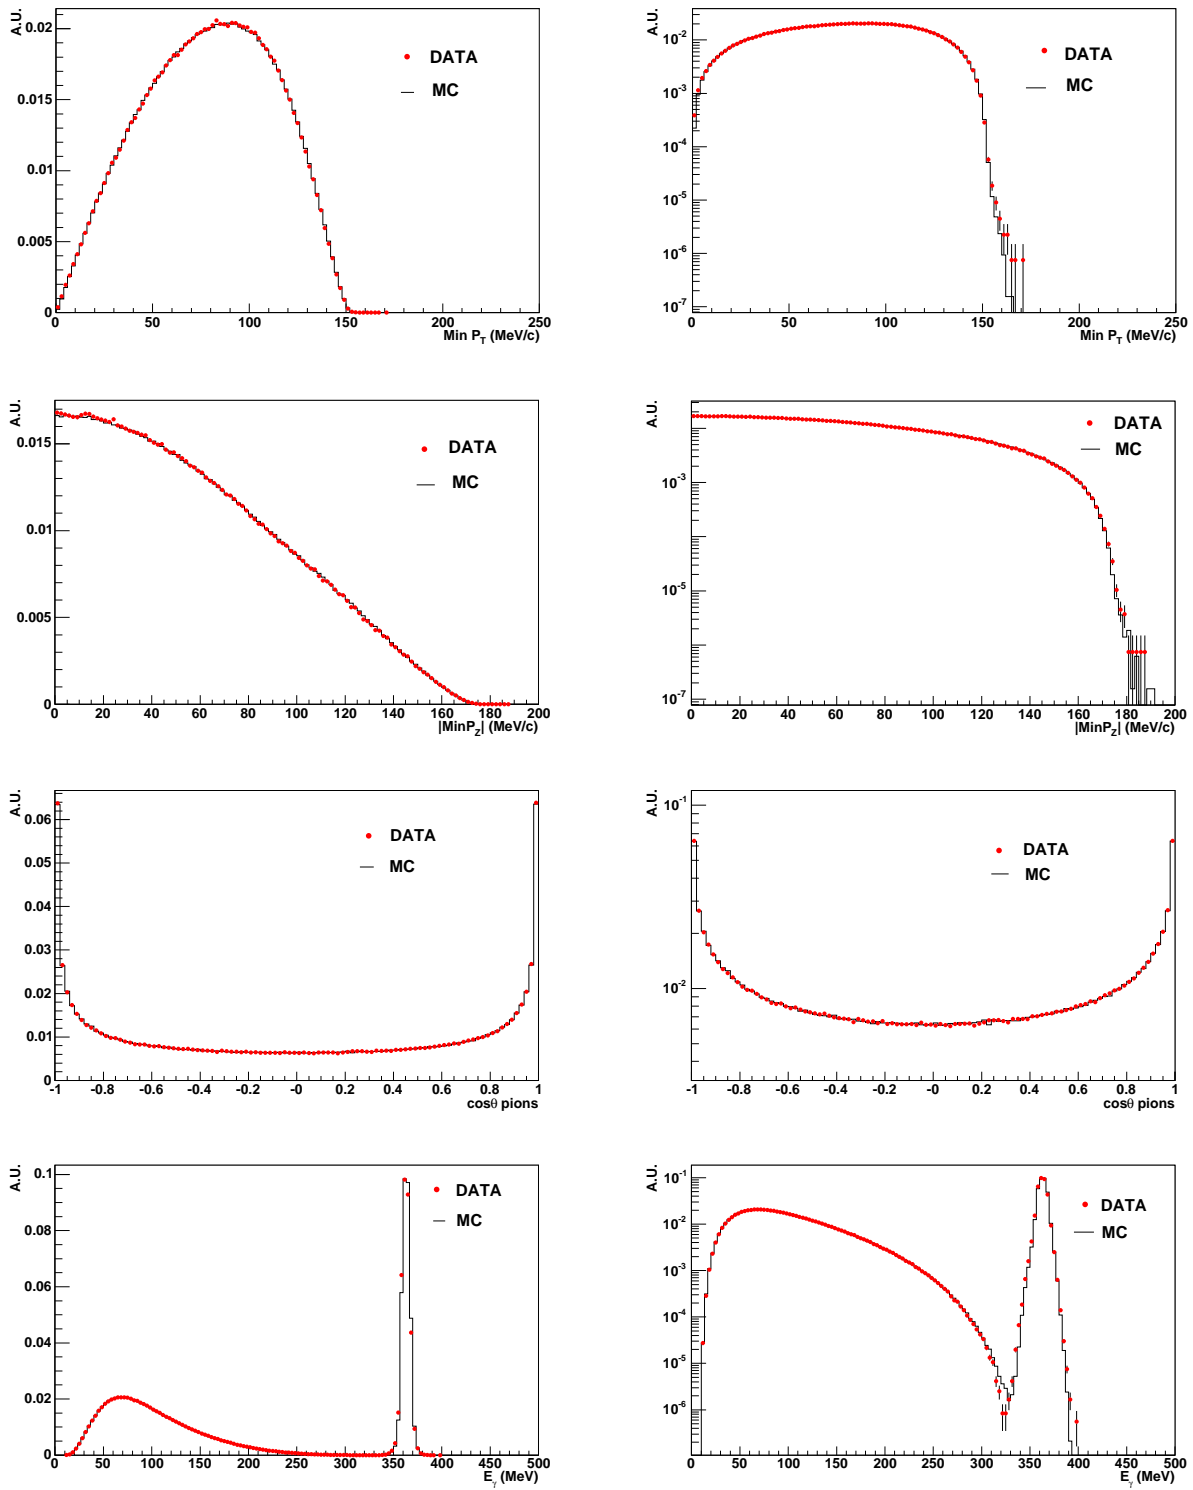 A.U.
0.02
0.015
0.01
0.005
0
DATA
MC
0 50 100 150 200 250
Min P_T (MeV/c)
A.U.
10^-2
10^-3
10^-4
10^-5
10^-6
10^-7
DATA
MC
0 50 100 150 200 250
Min P_T (MeV/c)
A.U.
0.015
0.01
0.005
0
DATA
MC
0 20 40 60 80 100 120 140 160 180 200
|MinP_Z| (MeV/c)
A.U.
10^-3
10^-5
10^-7
DATA
MC
0 20 40 60 80 100 120 140 160 180 200
|MinP_Z| (MeV/c)
A.U.
0.06
0.05
0.04
0.03
0.02
0.01
0
DATA
MC
-1 -0.8 -0.6 -0.4 -0.2 -0 0.2 0.4 0.6 0.8 1
cosθ pions
A.U.
10^-1
10^-2
DATA
MC
-1 -0.8 -0.6 -0.4 -0.2 -0 0.2 0.4 0.6 0.8 1
cosθ pions
A.U.
0.1
0.08
0.06
0.04
0.02
0
DATA
MC
0 50 100 150 200 250 300 350 400 450 500
E_γ (MeV)
A.U.
10^-1
10^-2
10^-3
10^-4
10^-5
10^-6
DATA
MC
0 50 100 150 200 250 300 350 400 450 500
E_γ (MeV)